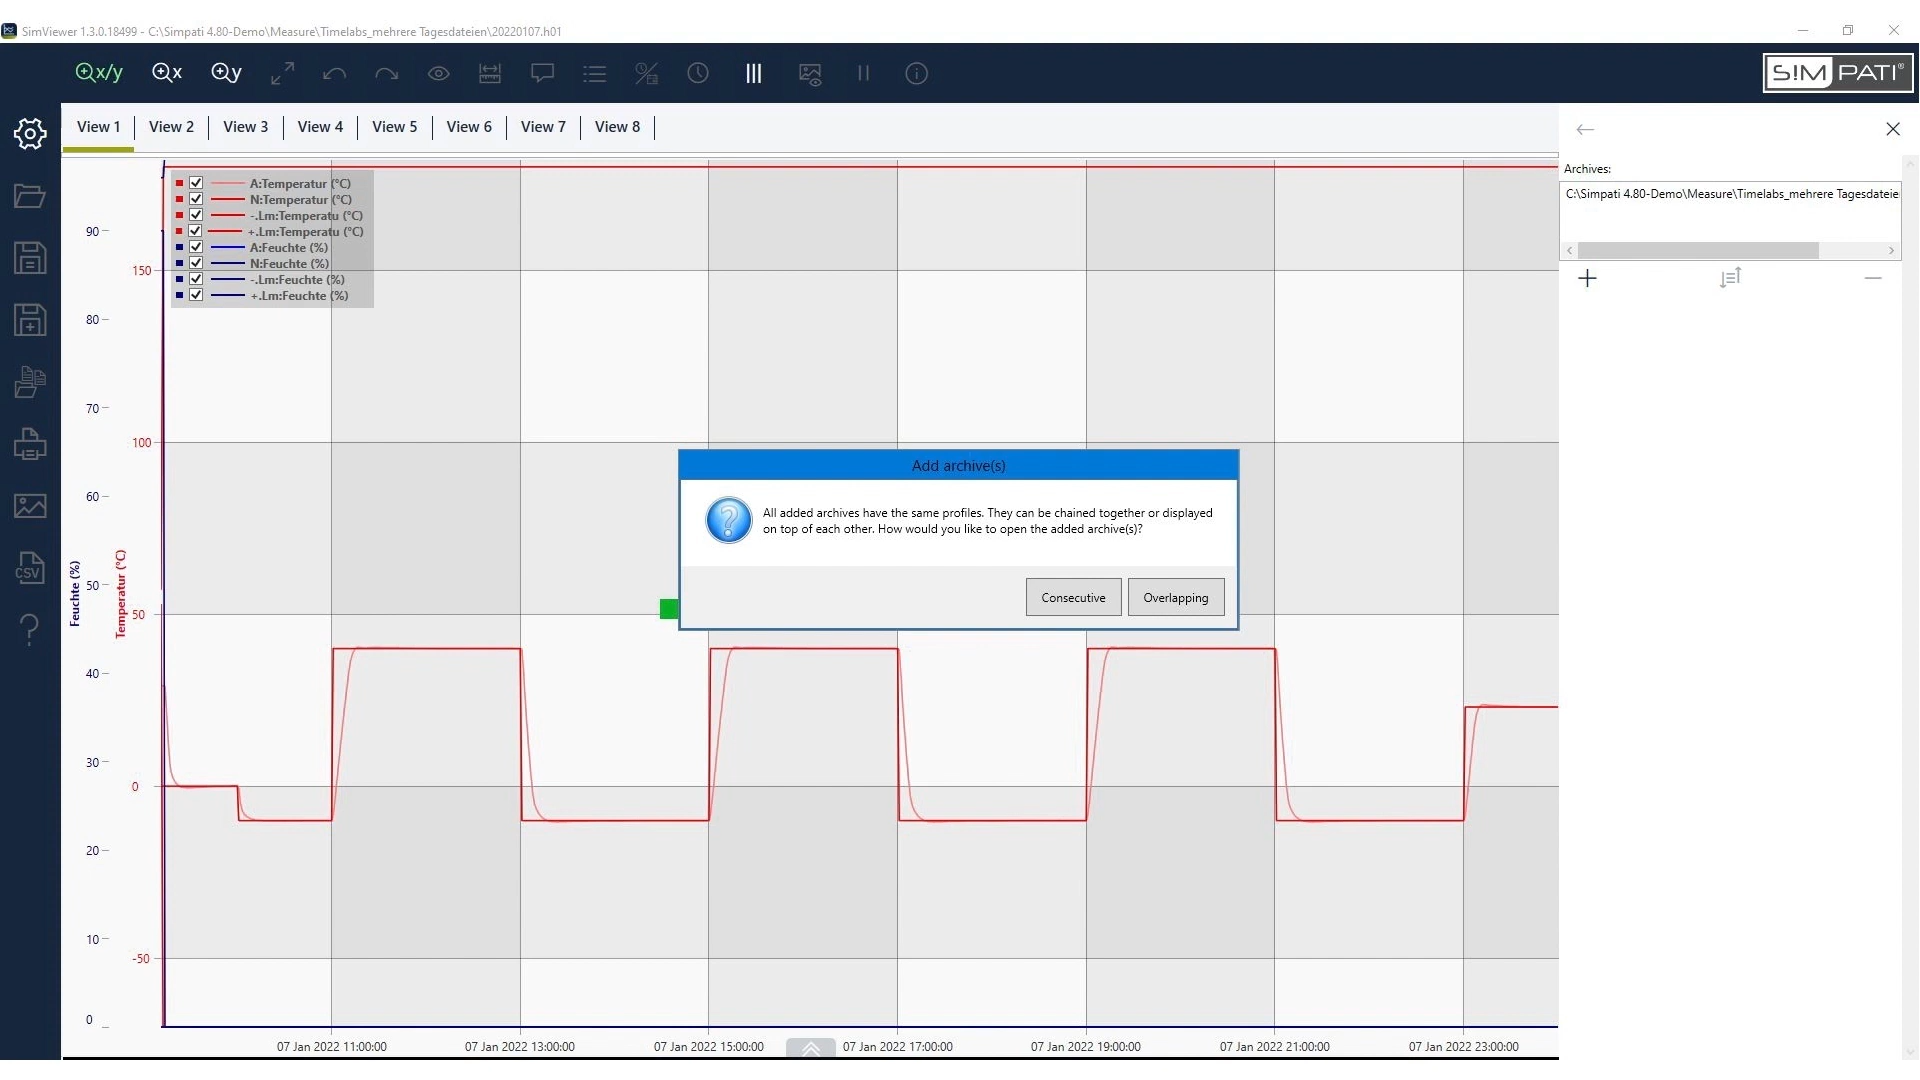 SimViewer 1.3.0.18499 - C:\Simpati 4.80-Demo\Measure\Timelabs_mehrere Tagesdateien\20220107.h01
x/y x y
S!MPATI®
View 1 View 2 View 3 View 4 View 5 View 6 View 7 View 8
Archives:
C:\Simpati 4.80-Demo\Measure\Timelabs_mehrere Tagesdateie
A:Temperatur (°C)
N:Temperatur (°C)
-.Lm:Temperatu (°C)
+.Lm:Temperatu (°C)
A:Feuchte (%)
N:Feuchte (%)
-.Lm:Feuchte (%)
+.Lm:Feuchte (%)
Feuchte (%)
90
80
70
60
50
40
30
20
10
0
Temperatur (°C)
150
100
50
0
-50
CSV
Add archive(s)
All added archives have the same profiles. They can be chained together or displayed
on top of each other. How would you like to open the added archive(s)?
Consecutive Overlapping
07 Jan 2022 11:00:00 07 Jan 2022 13:00:00 07 Jan 2022 15:00:00 07 Jan 2022 17:00:00 07 Jan 2022 19:00:00 07 Jan 2022 21:00:00 07 Jan 2022 23:00:00